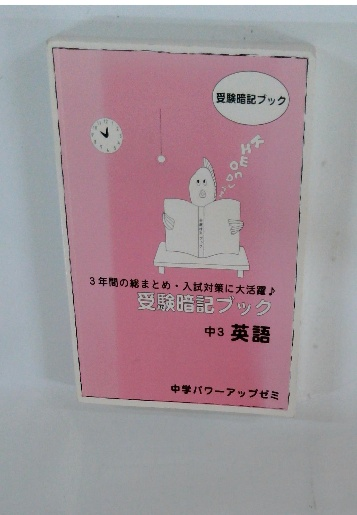 受験暗記ブック
3年間の総まとめ・入試対策に大活躍♪
受験暗記ブック
中3 英語
中学パワーアップゼミ